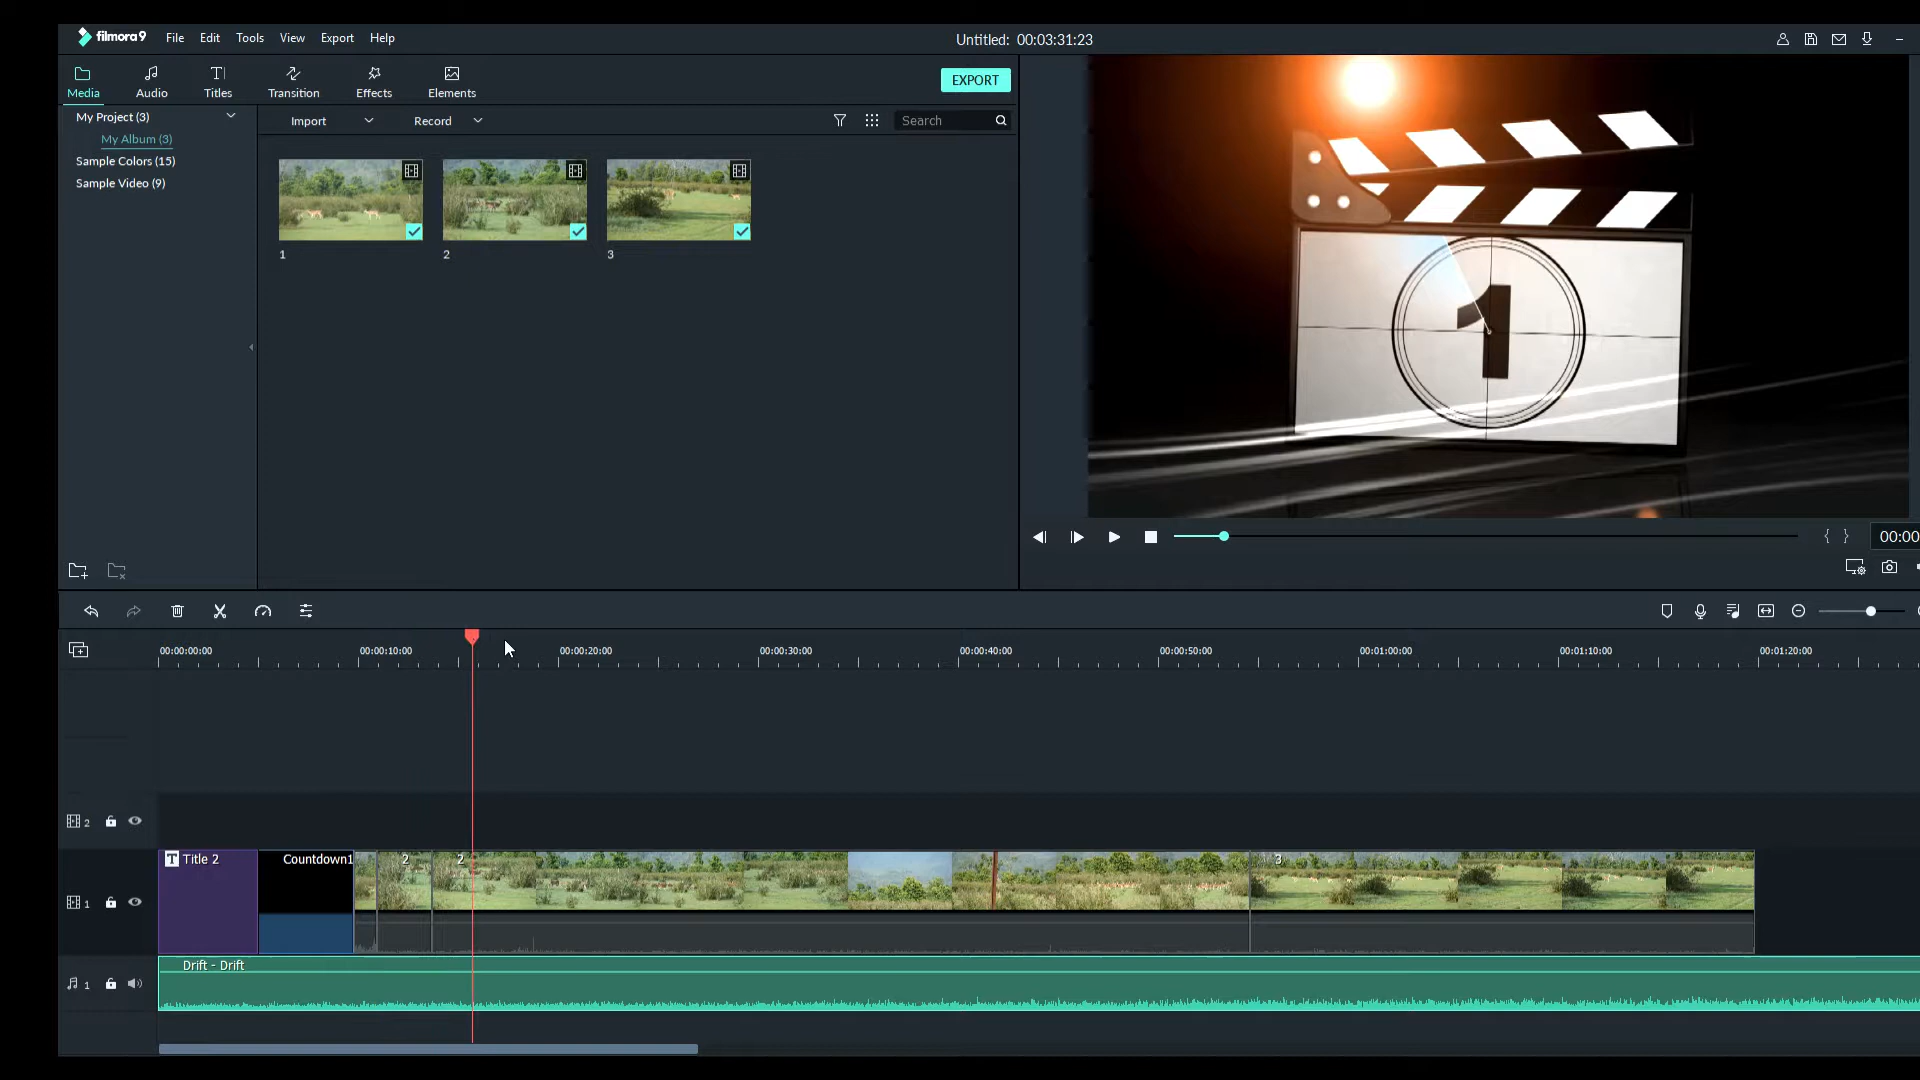 filmora9 File Edit Tools View Export Help
Untitled: 00:03:31:23
Media Audio Titles Transition Effects Elements
EXPORT
My Project (3)
My Album (3)
Sample Colors (15)
Sample Video (9)
Import Record Search
1 2 3
1
00:00
00:00:00:00 00:00:10:00 00:00:20:00 00:00:30:00 00:00:40:00 00:00:50:00 00:01:00:00 00:01:10:00 00:01:20:00
2
T Title 2 Countdown1 2 2 3
1
Drift - Drift
1